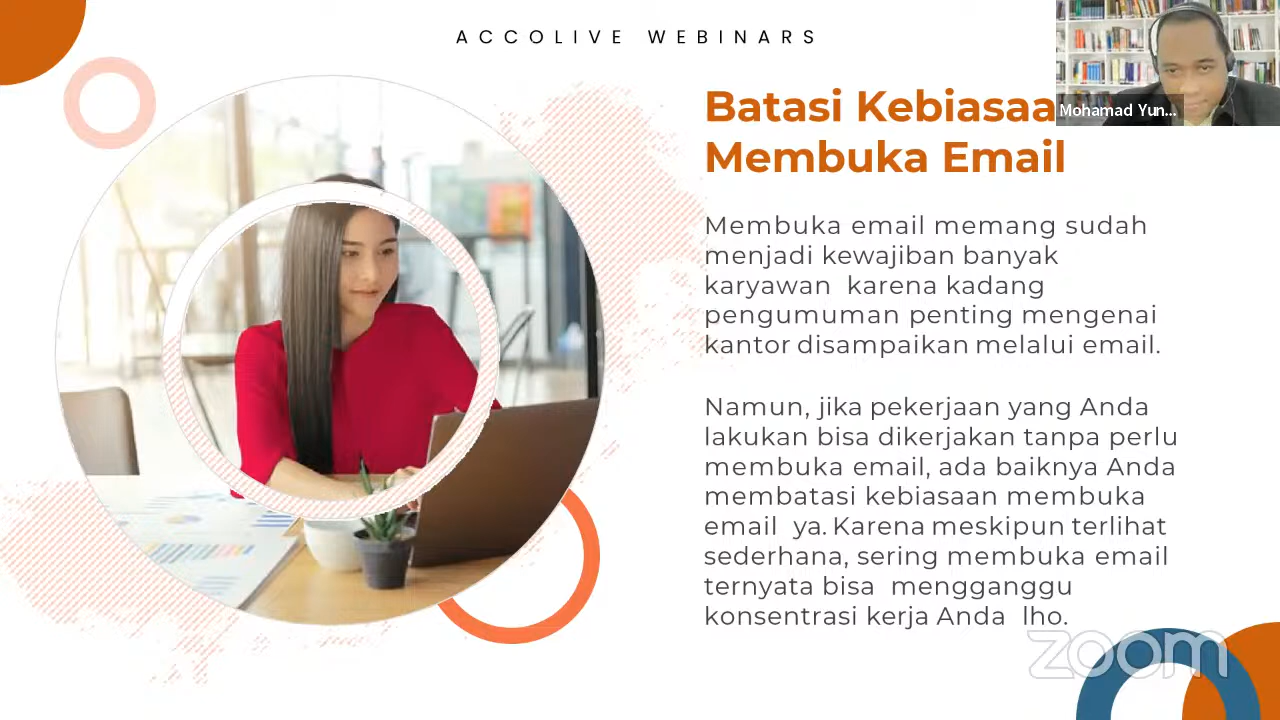 ACCOLIVE WEBINARS
Batasi Kebiasaa
Membuka Email
Mohamad Yun...
Membuka email memang sudah
menjadi kewajiban banyak
karyawan karena kadang
pengumuman penting mengenai
kantor disampaikan melalui email.
Namun, jika pekerjaan yang Anda
lakukan bisa dikerjakan tanpa perlu
membuka email, ada baiknya Anda
membatasi kebiasaan membuka
email ya. Karena meskipun terlihat
sederhana, sering membuka email
ternyata bisa mengganggu
konsentrasi kerja Anda lho.
zoom